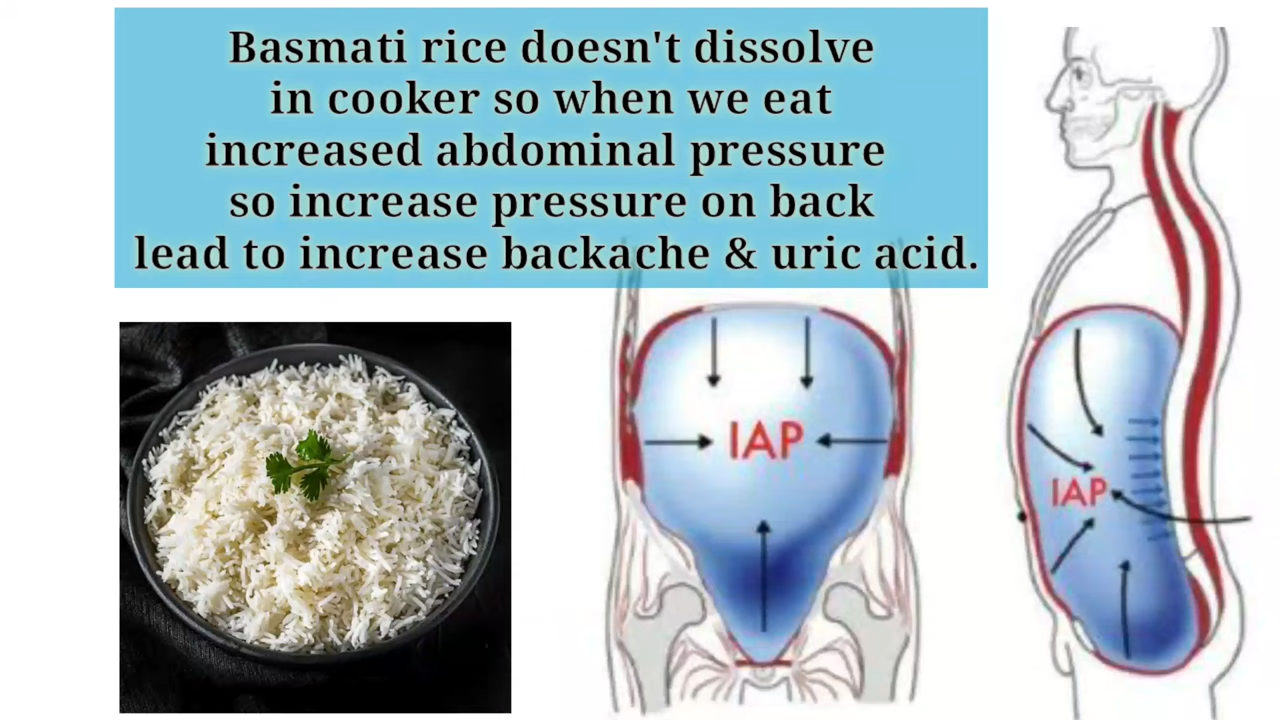 Basmati rice doesn't dissolve
in cooker so when we eat
increased abdominal pressure
so increase pressure on back
lead to increase backache & uric acid.
IAP
IAP